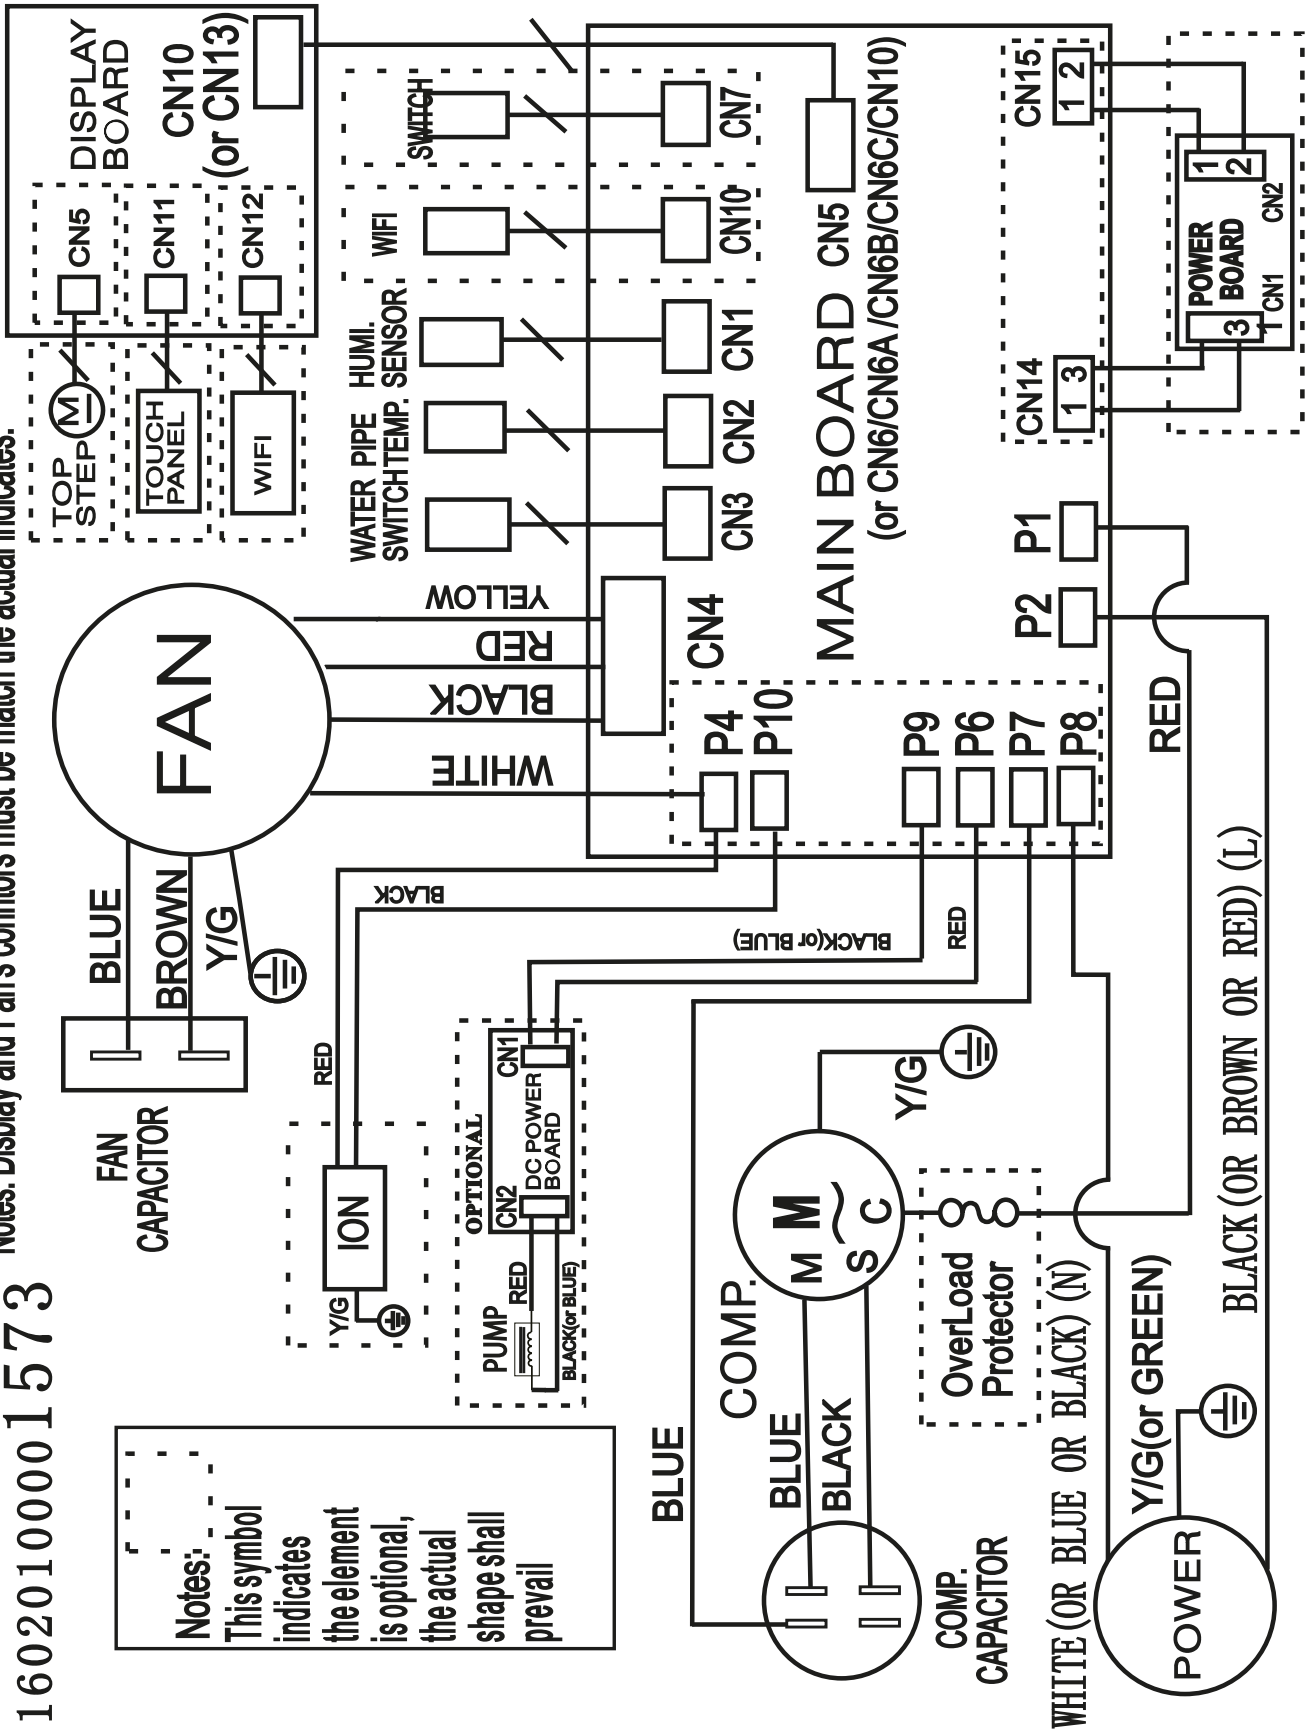 16020100001573
Notes: Display and Fan's conntors must be match the actual indicates.
Notes:
This symbol
indicates
the element
is optional,
the actual
shape shall
prevail
FAN
CAPACITOR
BLUE
BROWN
Y/G
FAN
YELLOW
RED
BLACK
WHITE
TOP
STEP
M
TOUCH
PANEL
WIFI
CN5
CN11
CN12
DISPLAY
BOARD
CN10
(or CN13)
SWITCH
WIFI
HUMI.
SENSOR
PIPE
TEMP.
WATER
SWITCH
CN7
CN10
CN1
CN2
CN3
CN4
MAIN BOARD
CN5
(or CN6/CN6A/CN6B/CN6C/CN10)
P4
P10
P9
P6
P7
P8
P2
P1
CN14
1 3
CN15
1 2
POWER
BOARD
CN1
3
1
CN2
1
2
RED
BLACK
BLACK(or BLUE)
RED
ION
Y/G
OPTIONAL
CN2
CN1
DC POWER
BOARD
PUMP
RED
BLACK(or BLUE)
COMP.
M
~
M
S
C
Y/G
OverLoad
Protector
RED
BLUE
BLUE
BLACK
COMP.
CAPACITOR
WHITE(OR BLUE OR BLACK)(N)
Y/G(or GREEN)
BLACK(OR BROWN OR RED)(L)
POWER